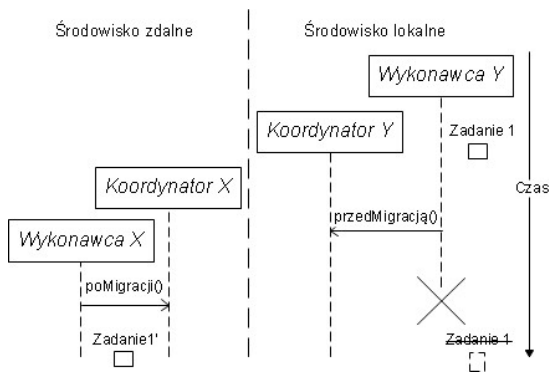 Środowisko zdalne
Środowisko lokalne
Wykonawca Y
Koordynator Y
Zadanie 1
Koordynator X
Czas
przedMigracją()
Wykonawca X
poMigracji()
Zadanie1'
Zadanie 1